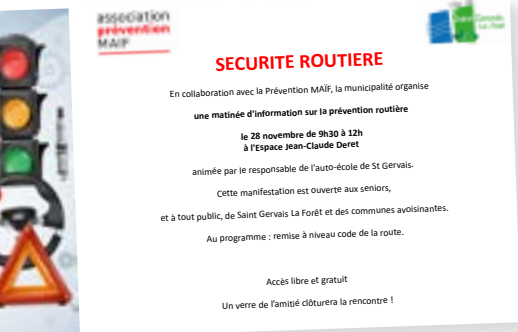 association
prévention
MAIF
SECURITE ROUTIERE
En collaboration avec la Prévention MAÏF, la municipalité organise
une matinée d'information sur la prévention routière
le 28 novembre de 9h30 à 12h
à l'Espace Jean-Claude Deret
animée par le responsable de l'auto-école de St Gervais.
Cette manifestation est ouverte aux seniors,
et à tout public, de Saint Gervais La Forêt et des communes avoisinantes.
Au programme : remise à niveau code de la route.
Accès libre et gratuit
Un verre de l'amitié clôturera la rencontre !